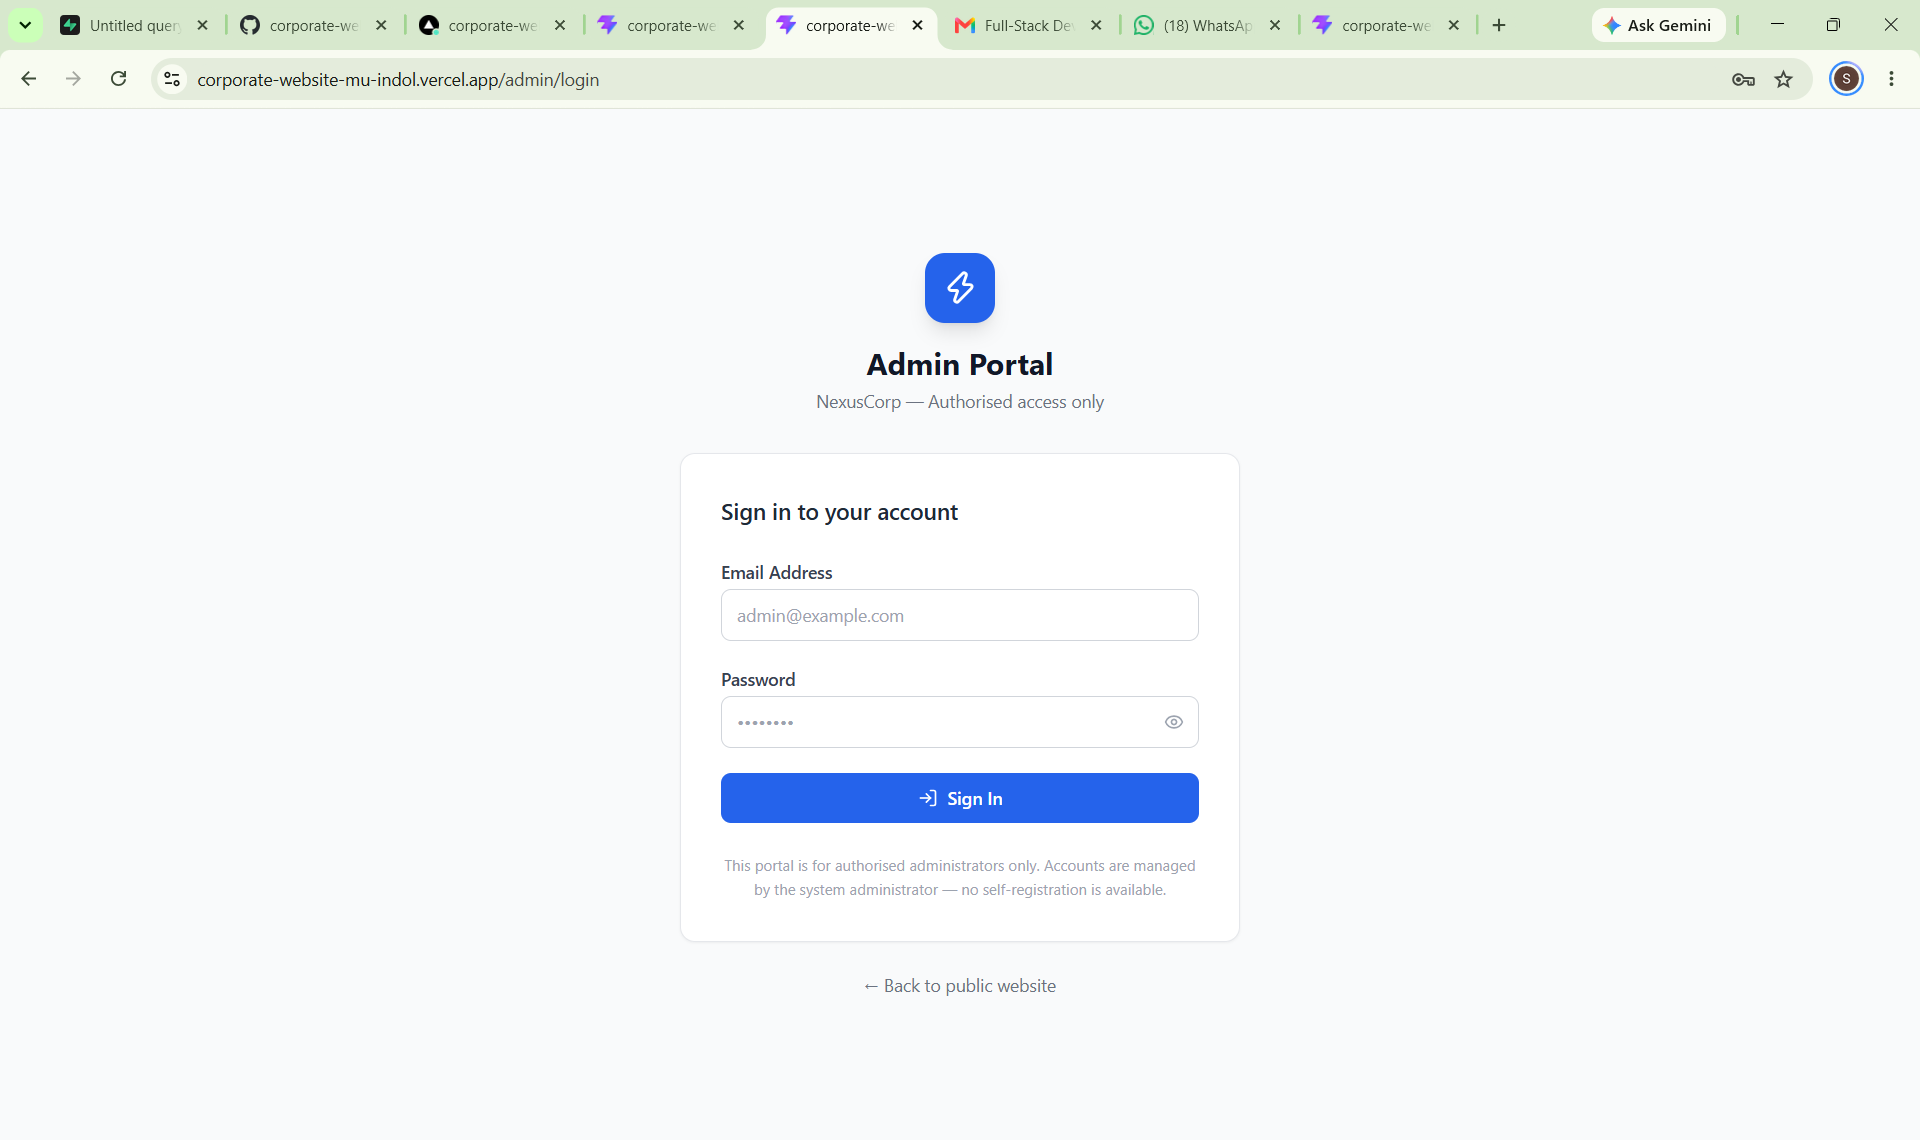 Untitled quer
corporate-we
corporate-we
corporate-we
corporate-we
Full-Stack De
(18) WhatsAp
corporate-we
Ask Gemini
corporate-website-mu-indol.vercel.app/admin/login
S
Admin Portal
NexusCorp — Authorised access only
Sign in to your account
Email Address
admin@example.com
Password
••••••••
Sign In
This portal is for authorised administrators only. Accounts are managed
by the system administrator — no self-registration is available.
← Back to public website